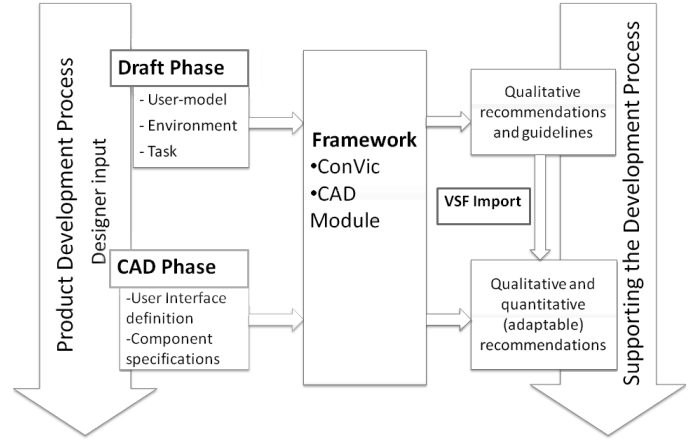 Product Development Process
Designer input
Draft Phase
- User-model
- Environment
- Task
CAD Phase
-User Interface
definition
-Component
specifications
Framework
•ConVic
•CAD
Module
Qualitative
recommendations
and guidelines
VSF Import
Qualitative and
quantitative
(adaptable)
recommendations
Supporting the Development Process